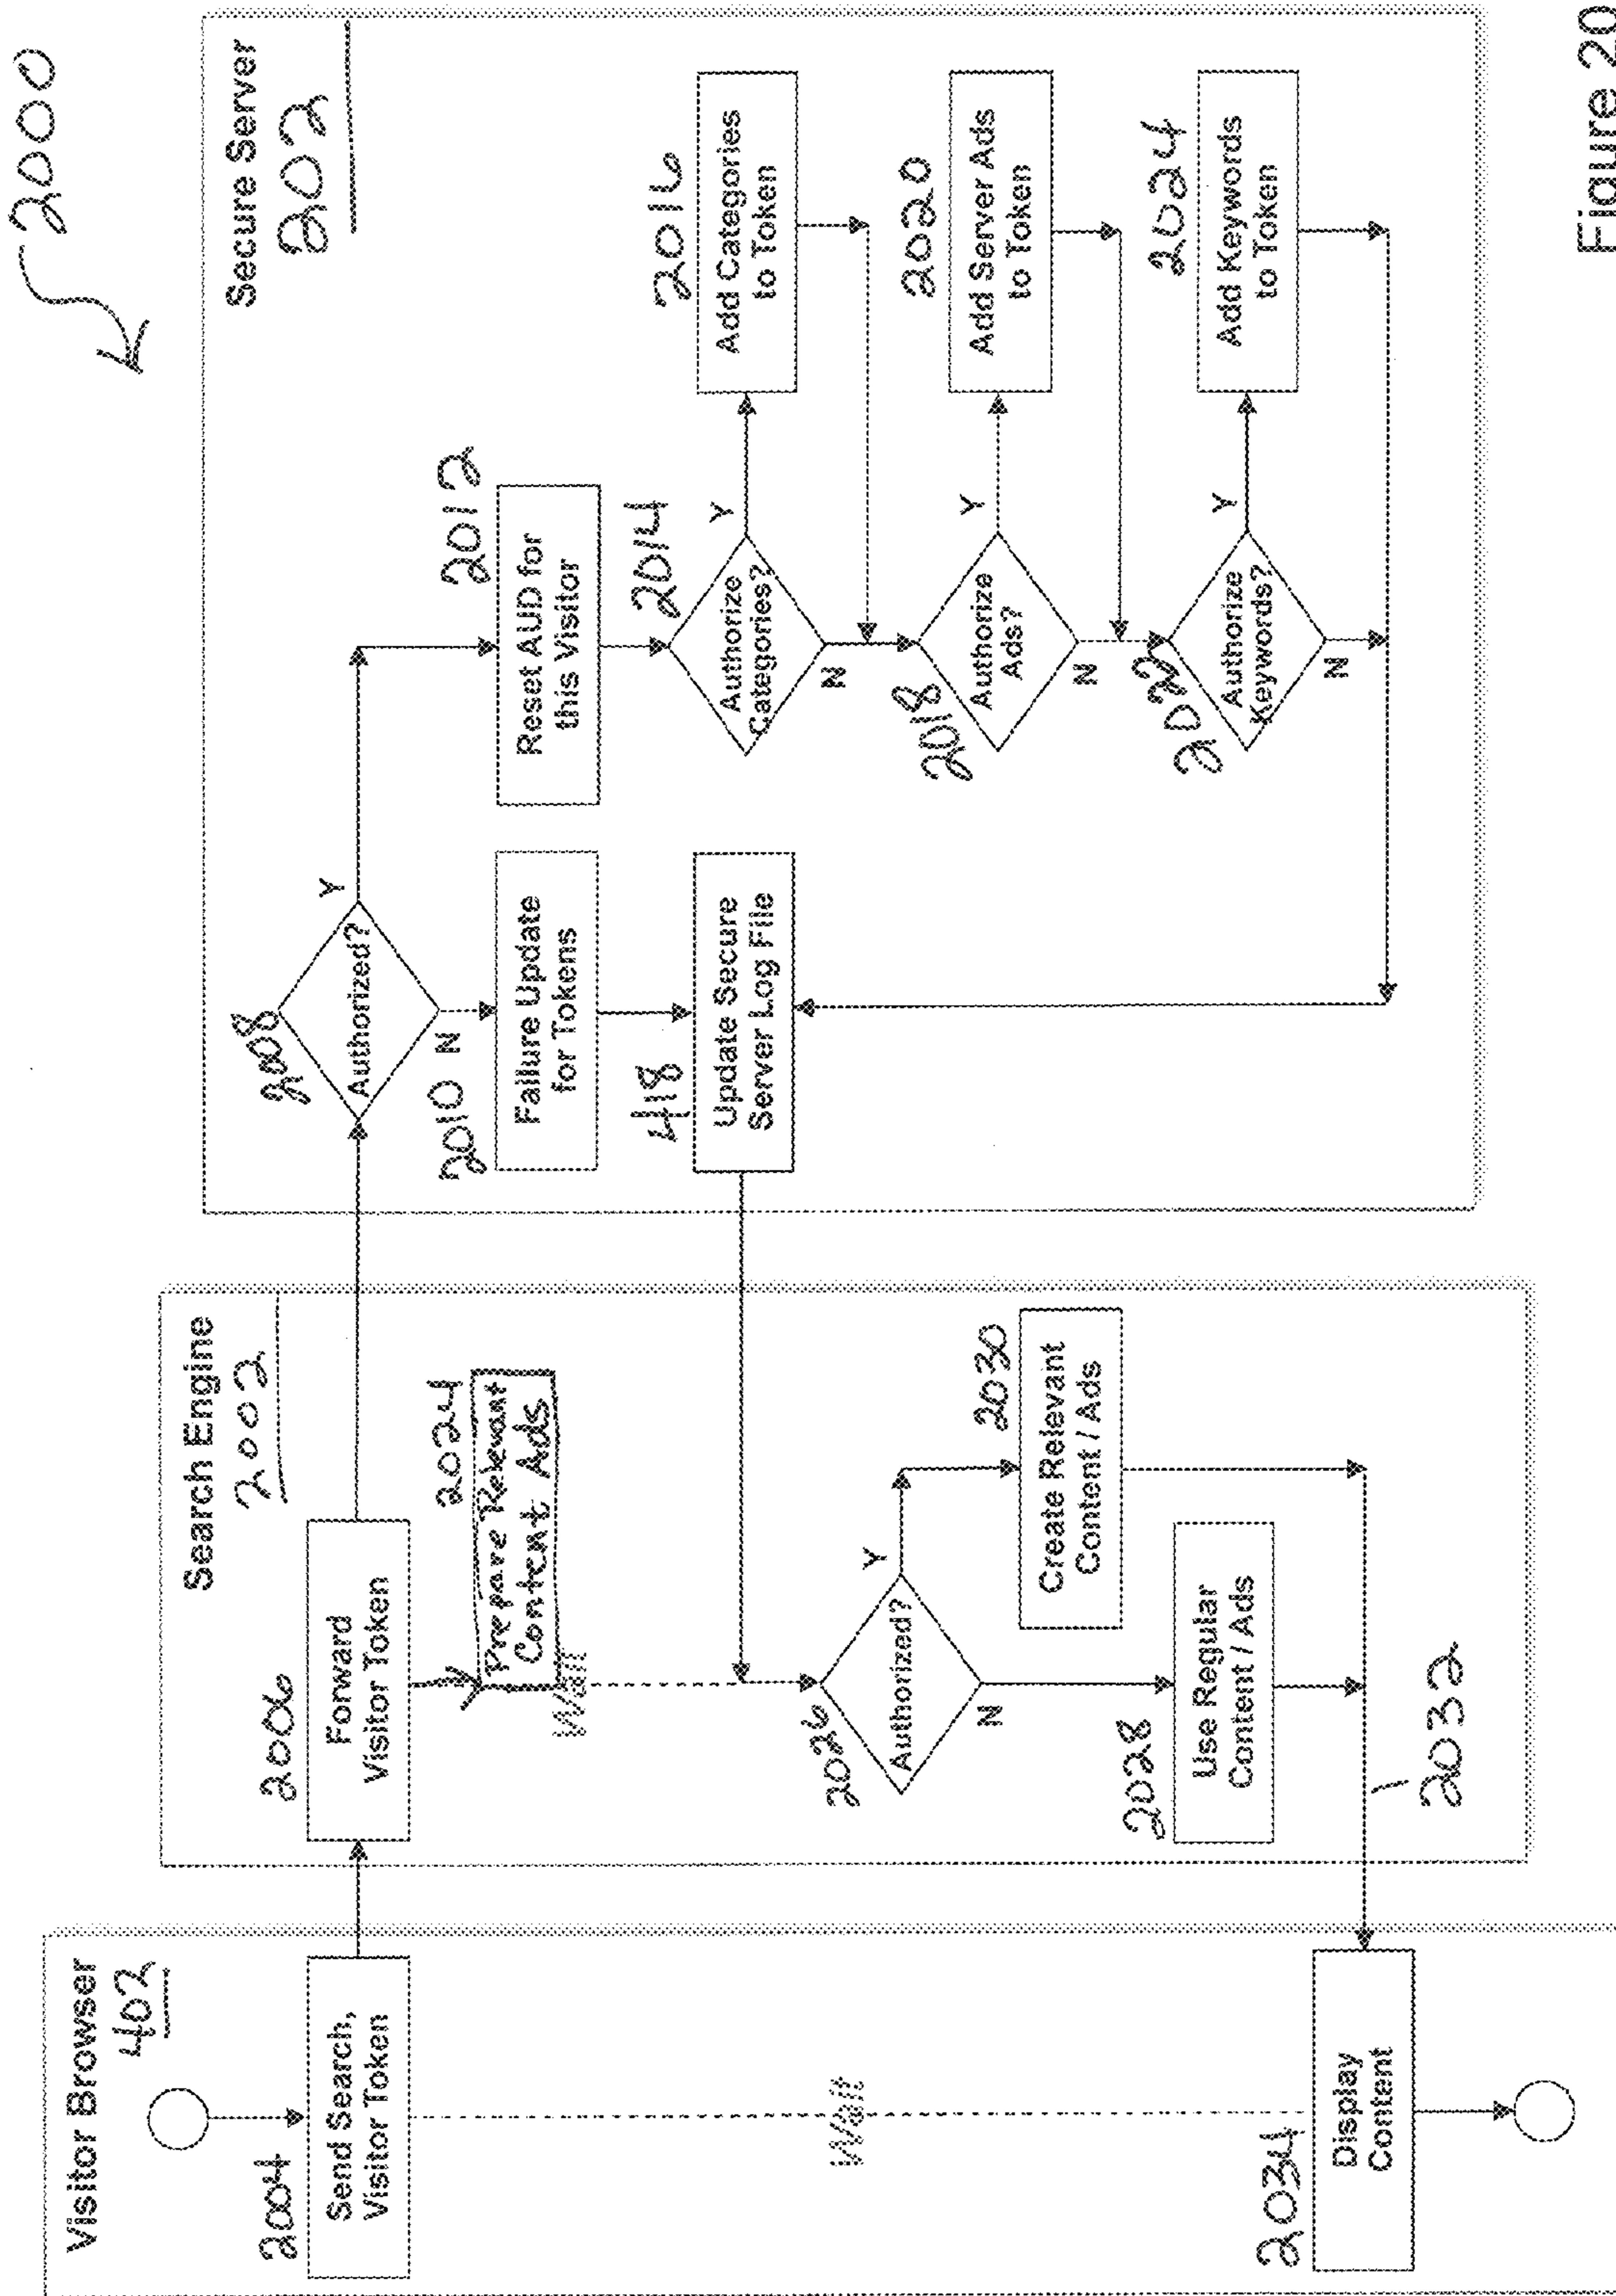 2000
Visitor Browser
402
2004
Send Search,
Visitor Token
Wait
2034
Display
Content
Search Engine
2002
2006
Forward
Visitor Token
2024
Prepare Relevant
Content Ads
Wait
2026
Authorized?
Y
N
2028
Use Regular
Content / Ads
2030
Create Relevant
Content / Ads
2032
Secure Server
202
2008
Authorized?
Y
N
2010
Failure Update
for Tokens
418
Update Secure
Server Log File
2012
Reset AUD for
this Visitor
2014
Authorize
Categories?
Y
N
2016
Add Categories
to Token
2018
Authorize
Ads?
Y
N
2020
Add Server Ads
to Token
2022
Authorize
Keywords?
Y
N
2024
Add Keywords
to Token
Figure 20